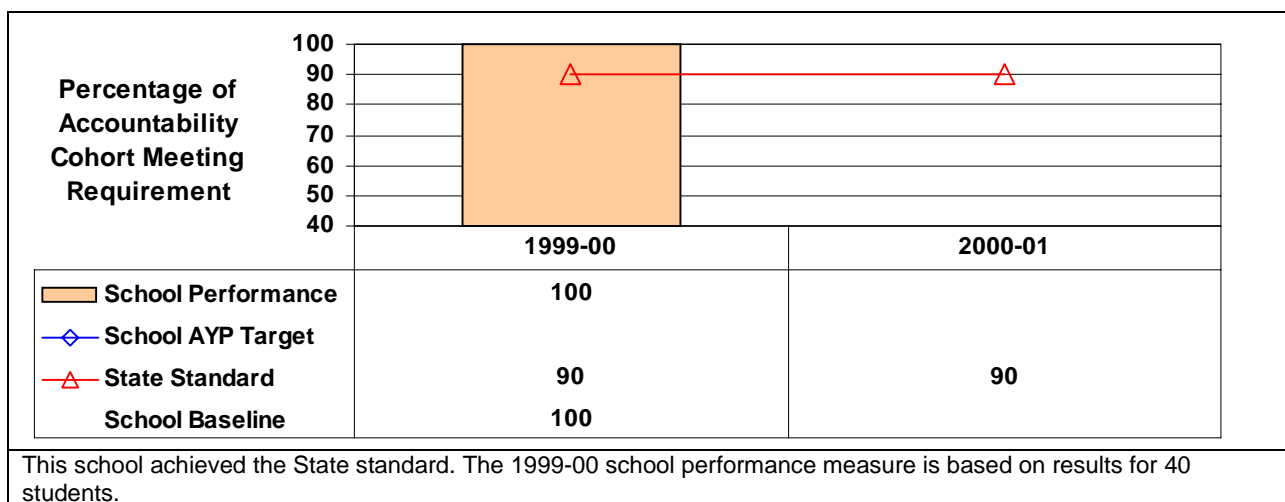 Percentage of
Accountability
Cohort Meeting
Requirement
100
90
80
70
60
50
40
1999-00 2000-01
School Performance 100
School AYP Target
State Standard 90 90
School Baseline 100
This school achieved the State standard. The 1999-00 school performance measure is based on results for 40
students.